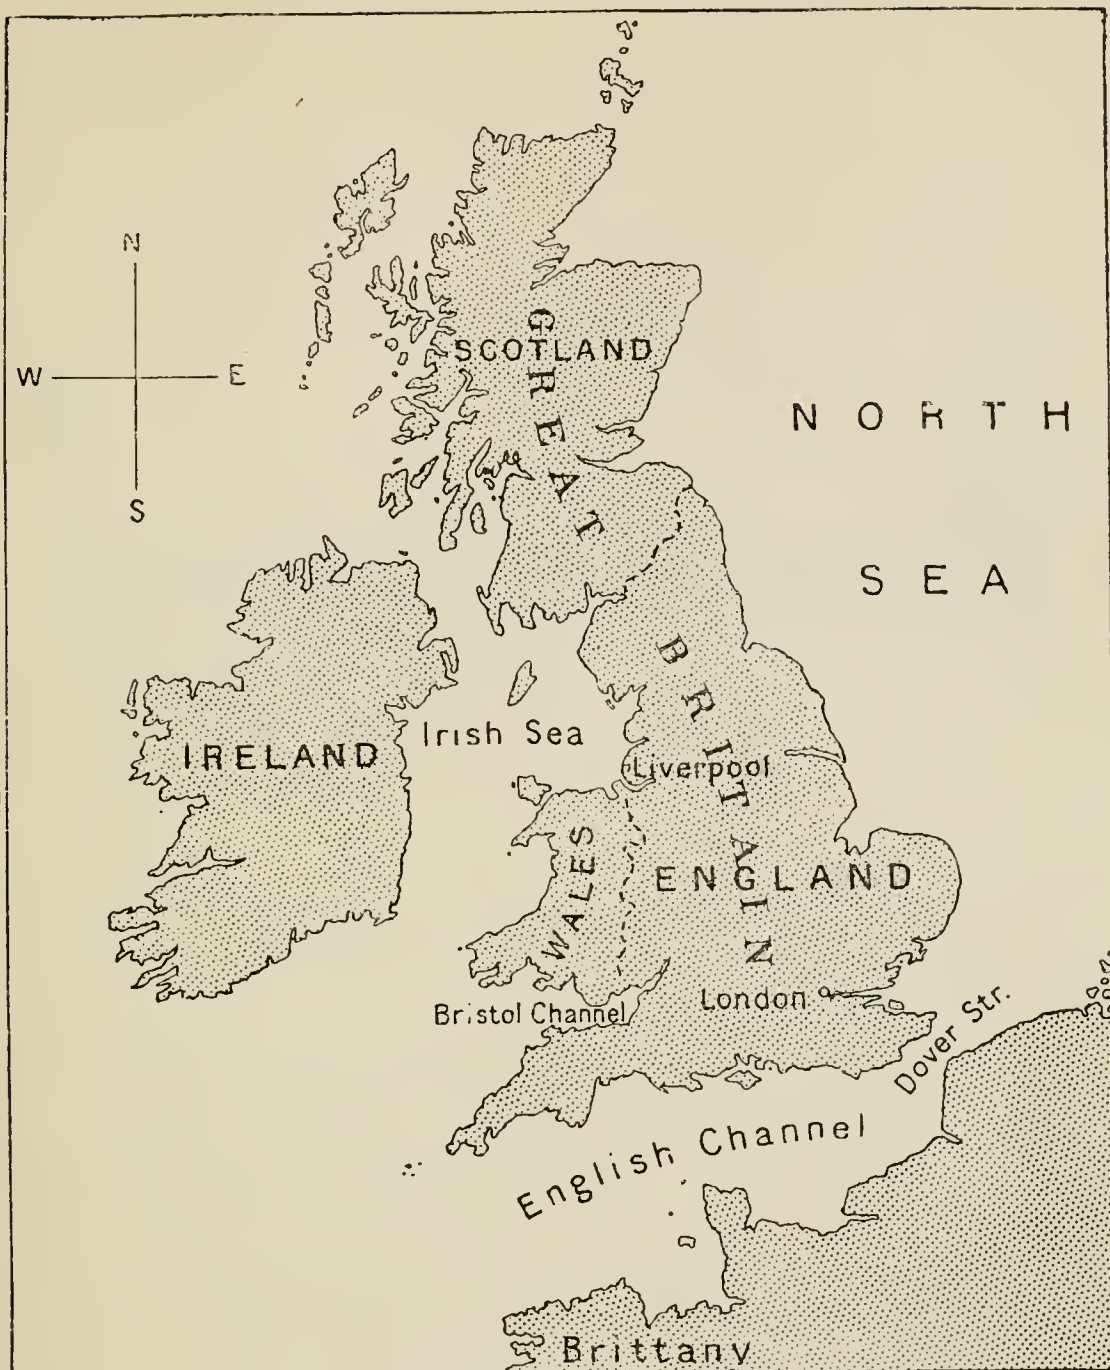 N
W E
S
SCOTLAND
GREAT BRITAIN
NORTH
SEA
IRELAND
Irish Sea
Liverpool
WALES
ENGLAND
Bristol Channel
London
Dover Str.
English Channel
Brittany